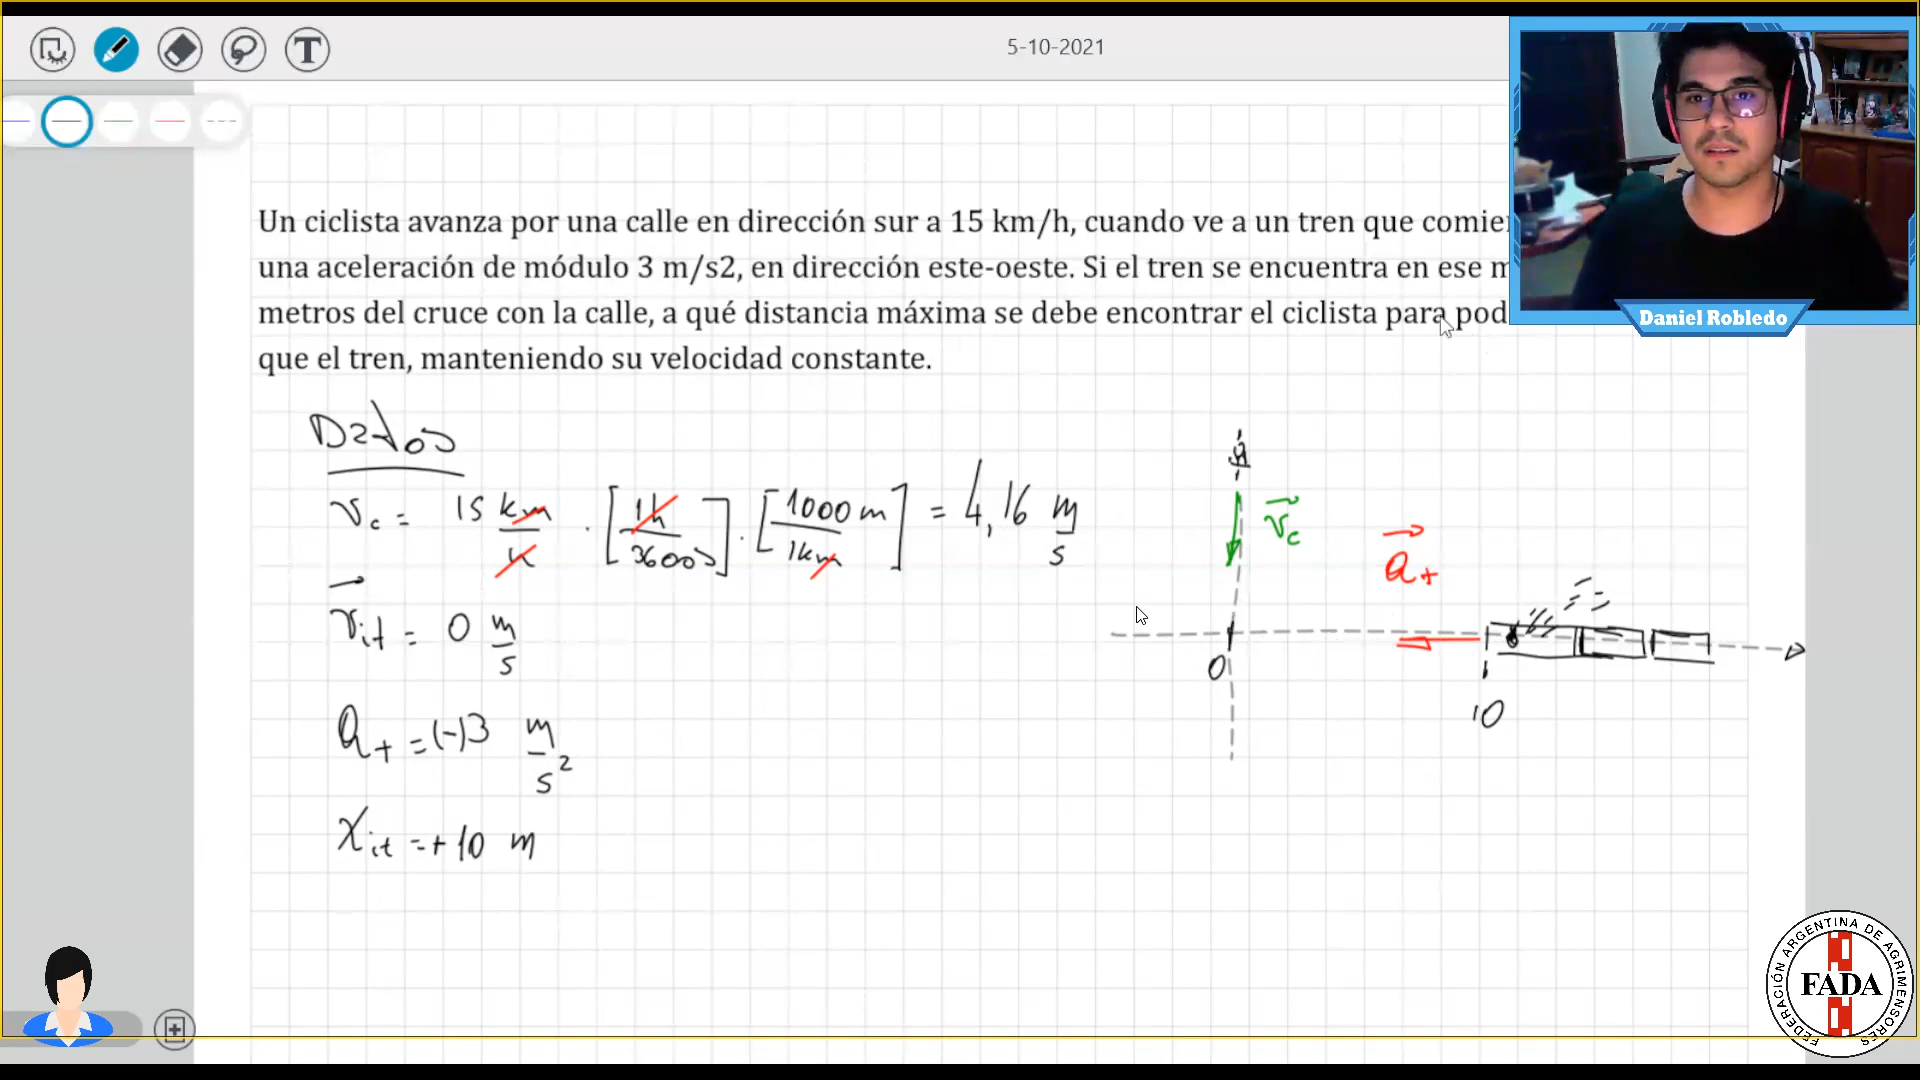 T
5-10-2021
Un ciclista avanza por una calle en dirección sur a 15 km/h, cuando ve a un tren que comie
una aceleración de módulo 3 m/s2, en dirección este-oeste. Si el tren se encuentra en ese m
metros del cruce con la calle, a qué distancia máxima se debe encontrar el ciclista para pod
que el tren, manteniendo su velocidad constante.
Daniel Robledo
Datos
vc = 15 km/h · [1h/3600s] · [1000m/1km] = 4,16 m/s
vit = 0 m/s
at = (-)3 m/s²
xit = +10 m
vc
at
0
10
FEDERACIÓN ARGENTINA DE AGRIMENSORES
FADA